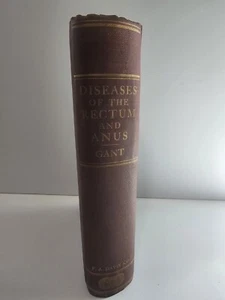 DISEASES
OF THE
RECTUM
AND
ANUS
GANT